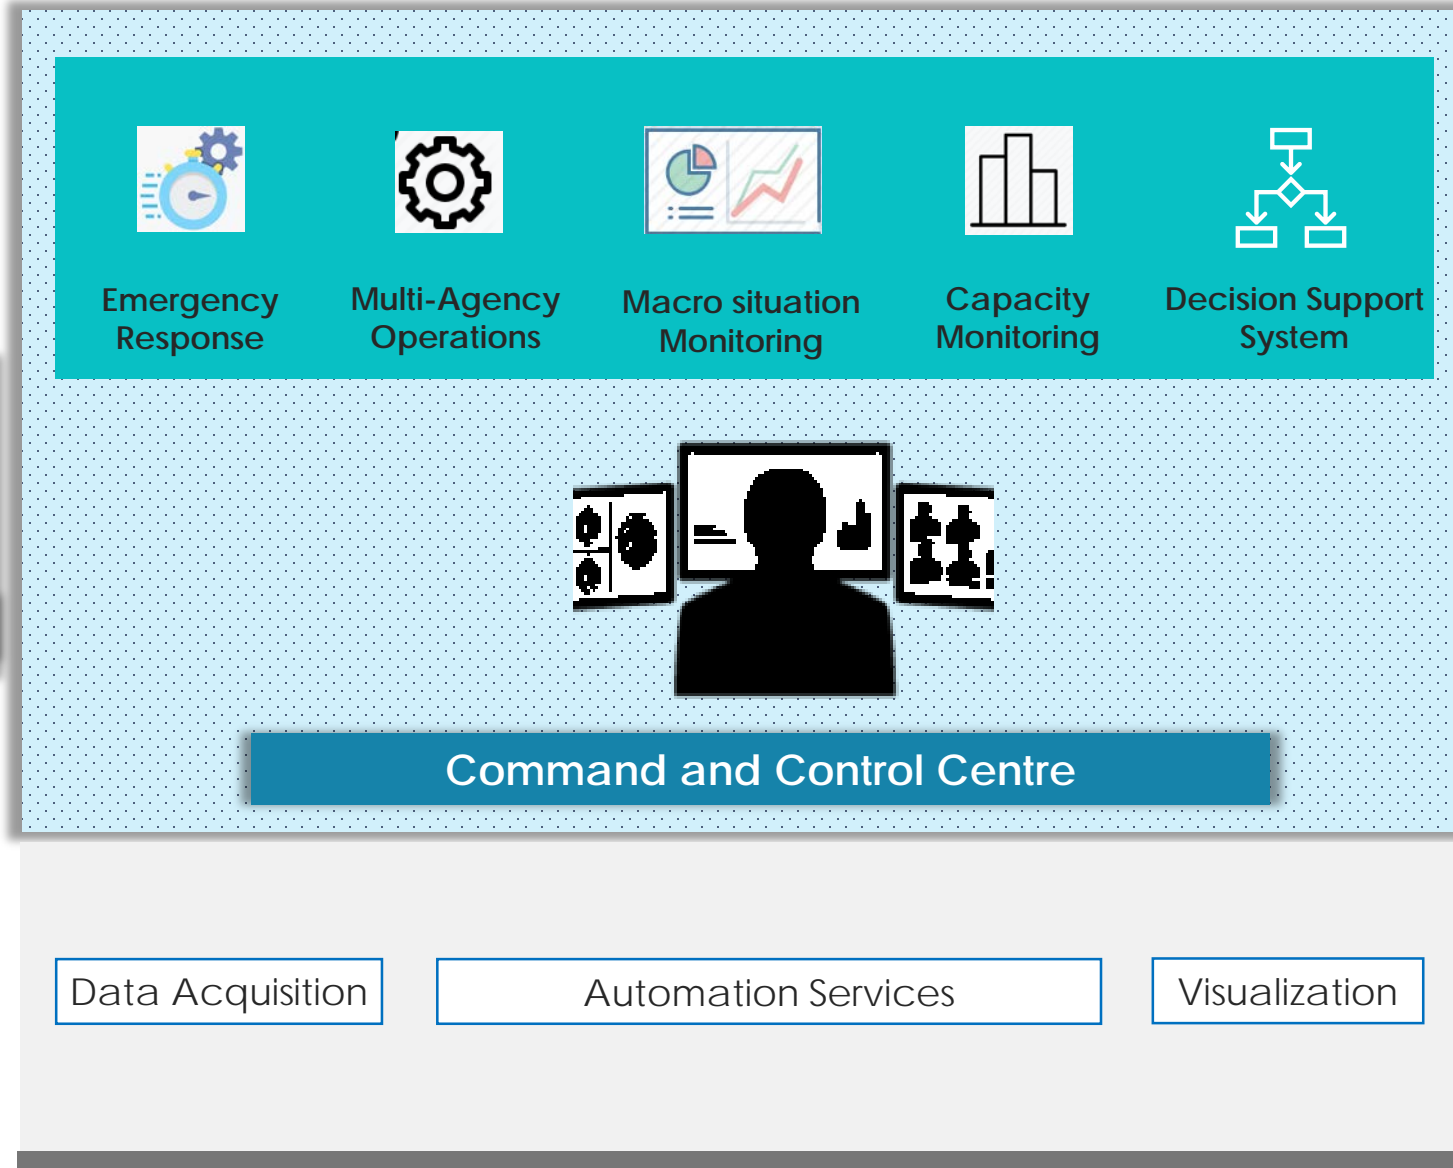 Emergency
Response
Multi-Agency
Operations
Macro situation
Monitoring
Capacity
Monitoring
Decision Support
System
Command and Control Centre
Data Acquisition
Automation Services
Visualization